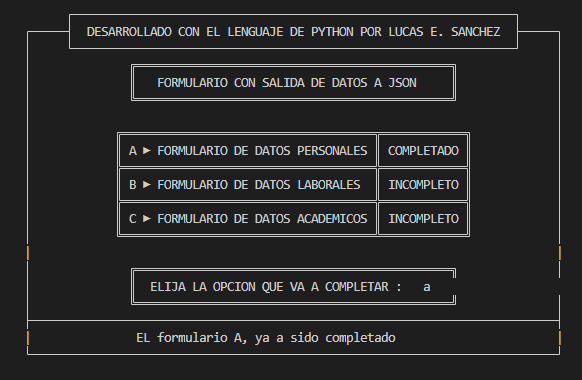 DESARROLLADO CON EL LENGUAJE DE PYTHON POR LUCAS E. SANCHEZ
FORMULARIO CON SALIDA DE DATOS A JSON
A ► FORMULARIO DE DATOS PERSONALES COMPLETADO
B ► FORMULARIO DE DATOS LABORALES INCOMPLETO
C ► FORMULARIO DE DATOS ACADEMICOS INCOMPLETO
ELIJA LA OPCION QUE VA A COMPLETAR : a
EL formulario A, ya a sido completado